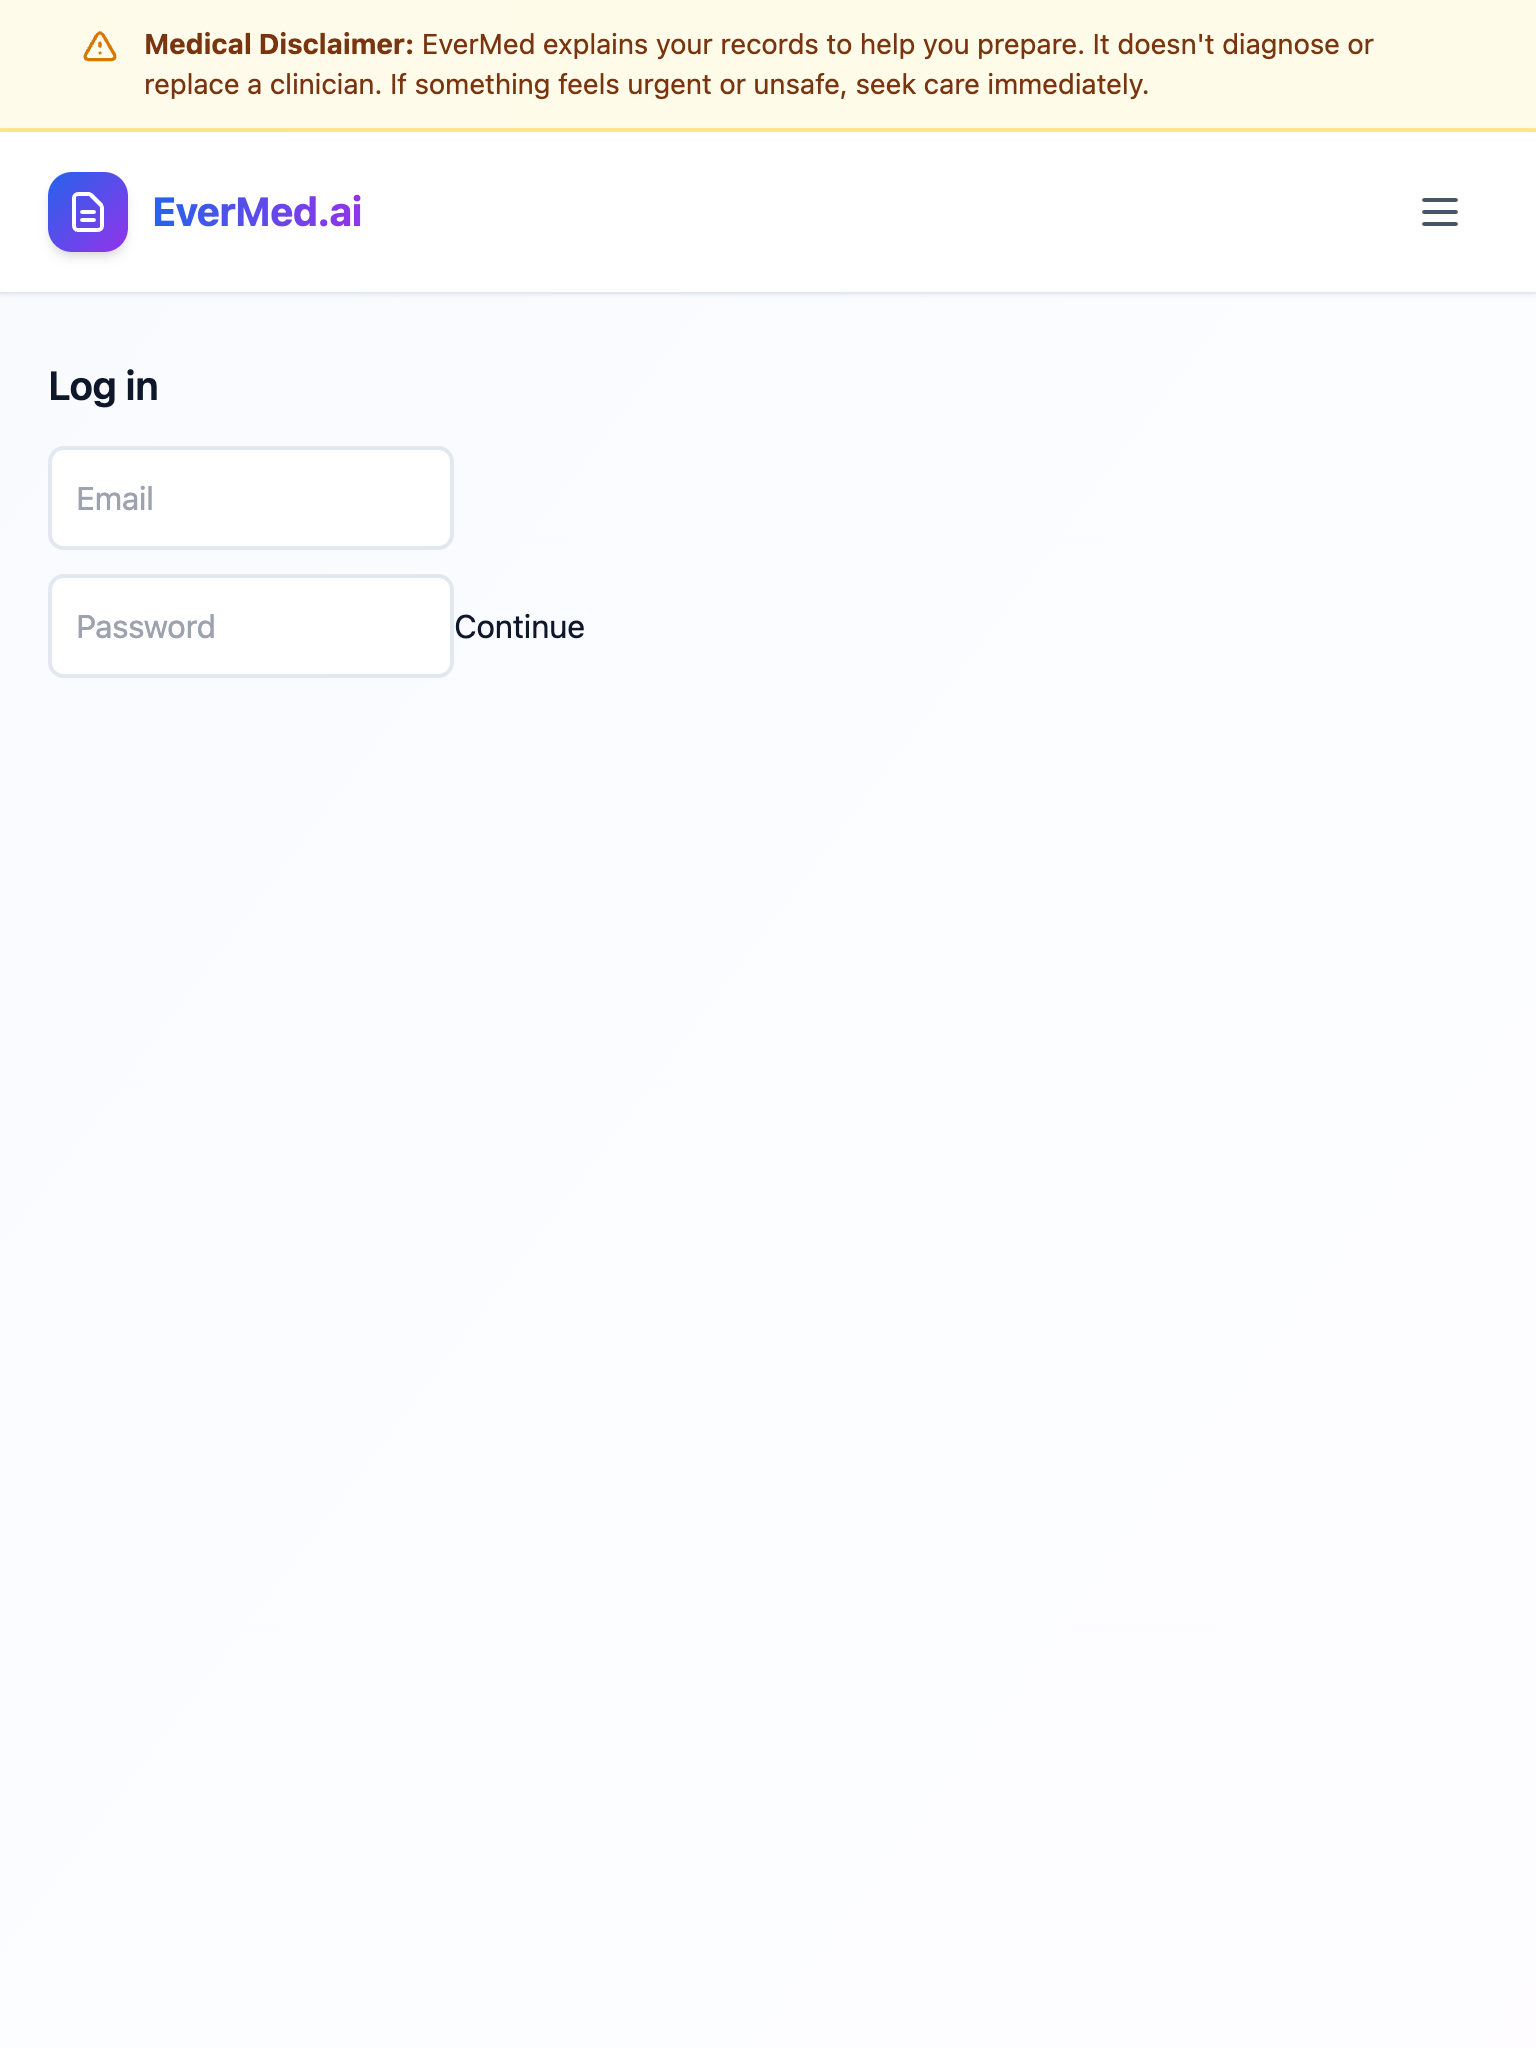 Medical Disclaimer: EverMed explains your records to help you prepare. It doesn't diagnose or
replace a clinician. If something feels urgent or unsafe, seek care immediately.
EverMed.ai
Log in
Email
Password
Continue